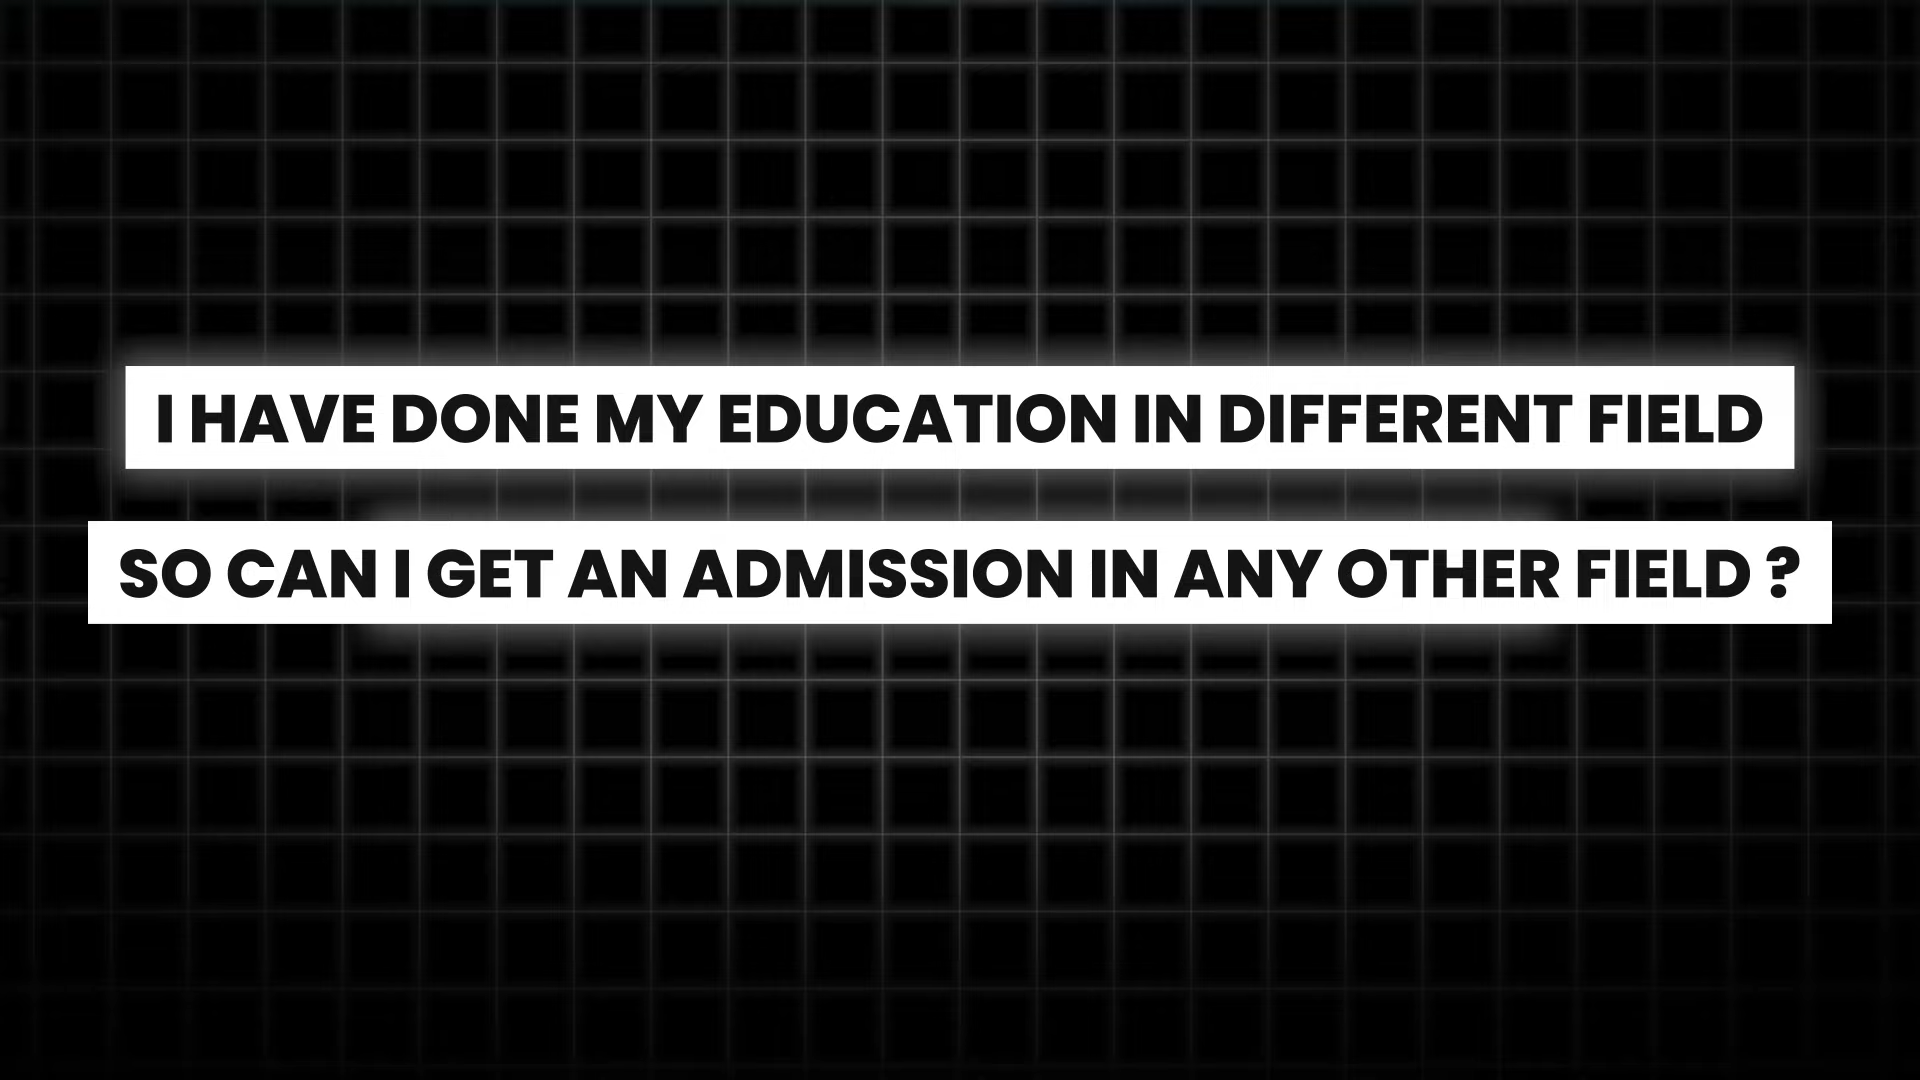 I HAVE DONE MY EDUCATION IN DIFFERENT FIELD
SO CAN I GET AN ADMISSION IN ANY OTHER FIELD ?